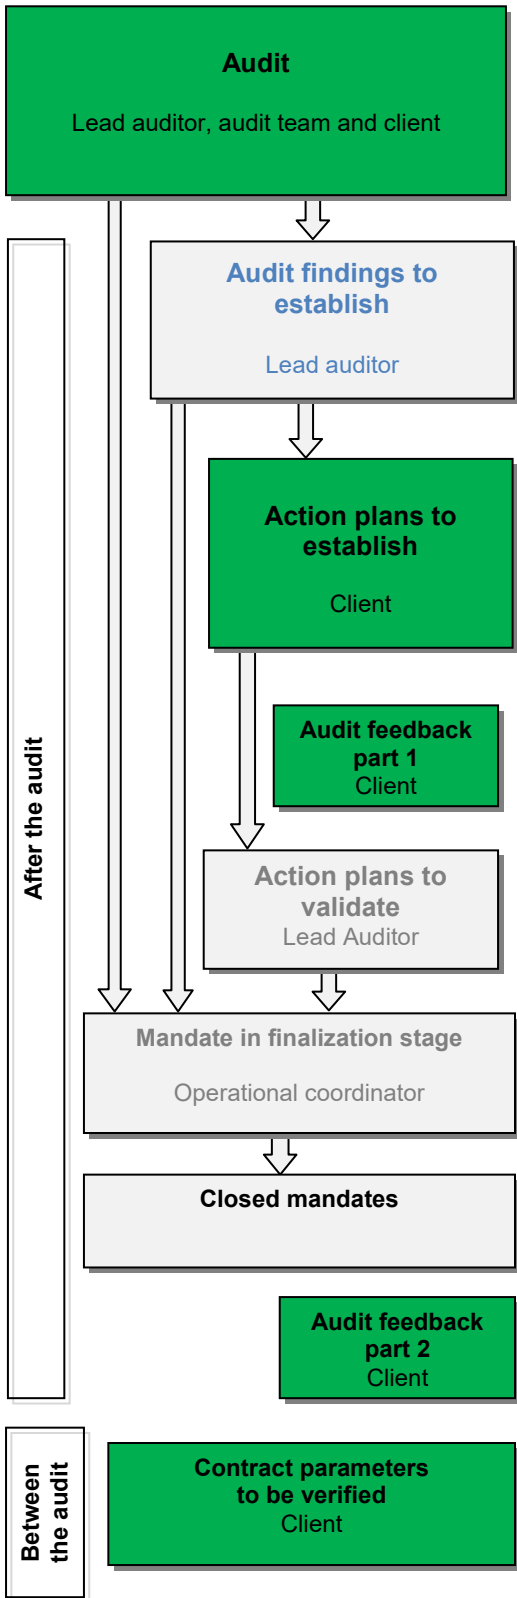 Audit
Lead auditor, audit team and client
Audit findings to
establish
Lead auditor
Action plans to
establish
Client
Audit feedback
part 1
Client
After the audit
Action plans to
validate
Lead Auditor
Mandate in finalization stage
Operational coordinator
Closed mandates
Audit feedback
part 2
Client
Between
the audit
Contract parameters
to be verified
Client